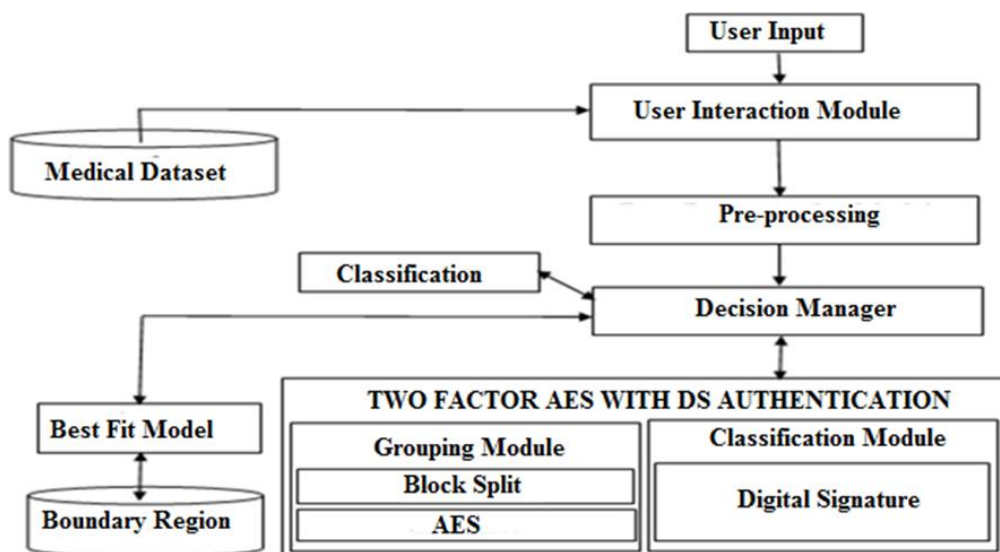 User Input
User Interaction Module
Medical Dataset
Pre-processing
Classification
Decision Manager
TWO FACTOR AES WITH DS AUTHENTICATION
Best Fit Model
Grouping Module
Classification Module
Block Split
Digital Signature
Boundary Region
AES